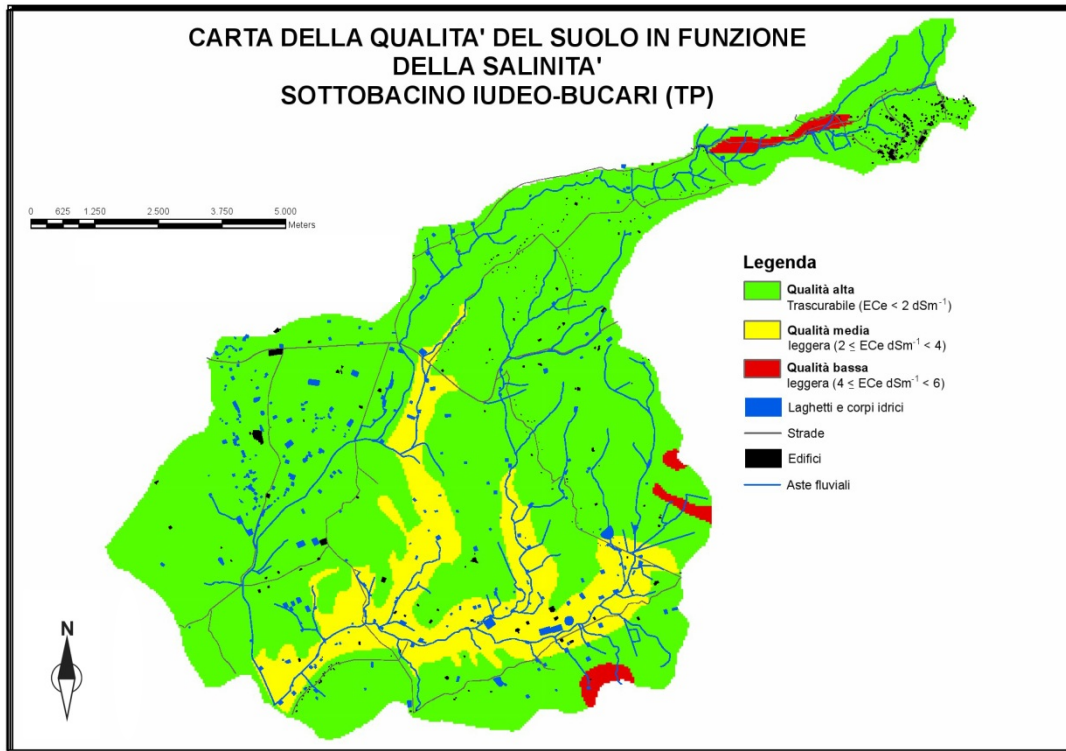 CARTA DELLA QUALITA' DEL SUOLO IN FUNZIONE
DELLA SALINITA'
SOTTOBACINO IUDEO-BUCARI (TP)
0 625 1.250 2.500 3.750 5.000
Meters
Legenda
Qualità alta
Trascurabile (ECe < 2 dSm⁻¹)
Qualità media
leggera (2 ≤ ECe dSm⁻¹ < 4)
Qualità bassa
leggera (4 ≤ ECe dSm⁻¹ < 6)
Laghetti e corpi idrici
Strade
Edifici
Aste fluviali
N